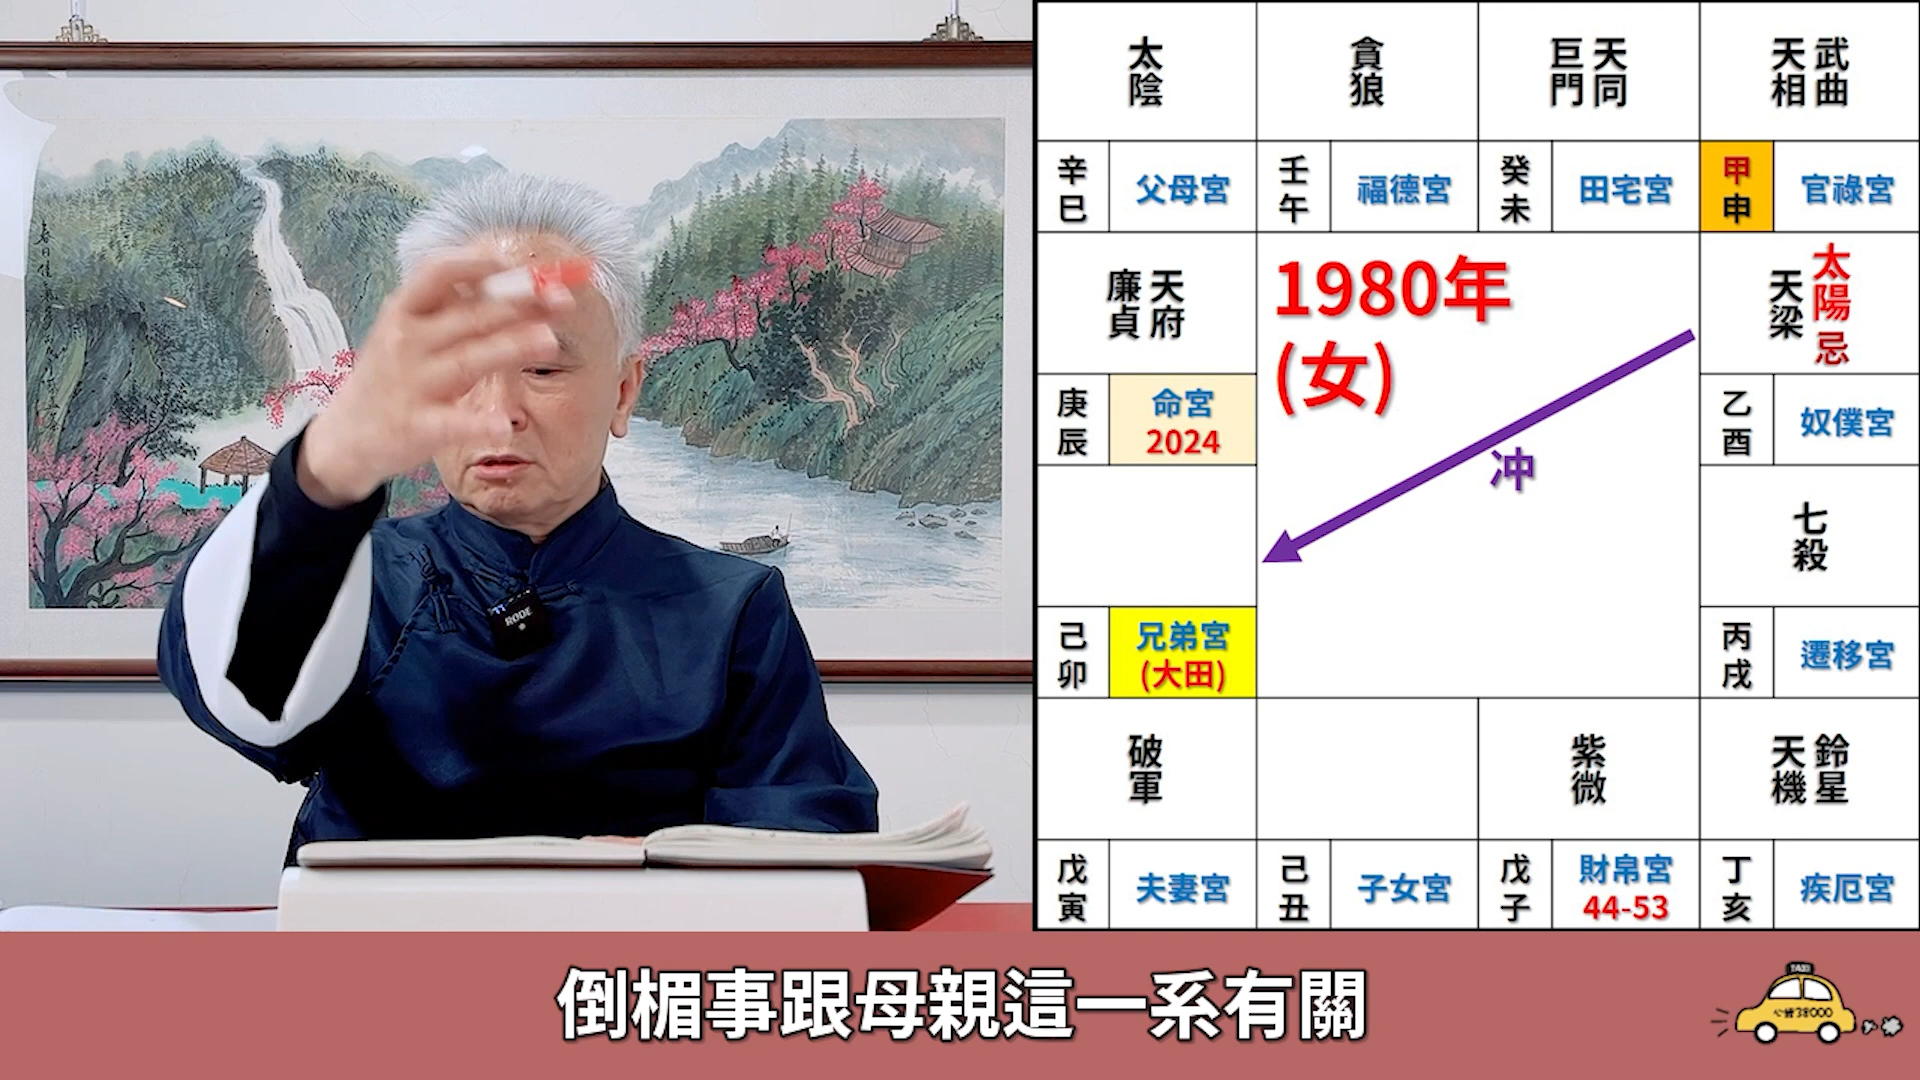 太陰
貪狼
天同
巨門
武曲
天相
辛巳
父母宮
壬午
福德宮
癸未
田宅宮
甲申
官祿宮
廉貞
天府
1980年
(女)
太陽忌
天梁
庚辰
命宮
2024
冲
乙酉
奴僕宮
七殺
己卯
兄弟宮
(大田)
丙戌
遷移宮
破軍
紫微
鈴星
天機
戊寅
夫妻宮
己丑
子女宮
戊子
財帛宮
44-53
丁亥
疾厄宮
RODE
倒楣事跟母親這一系有關
TAXI